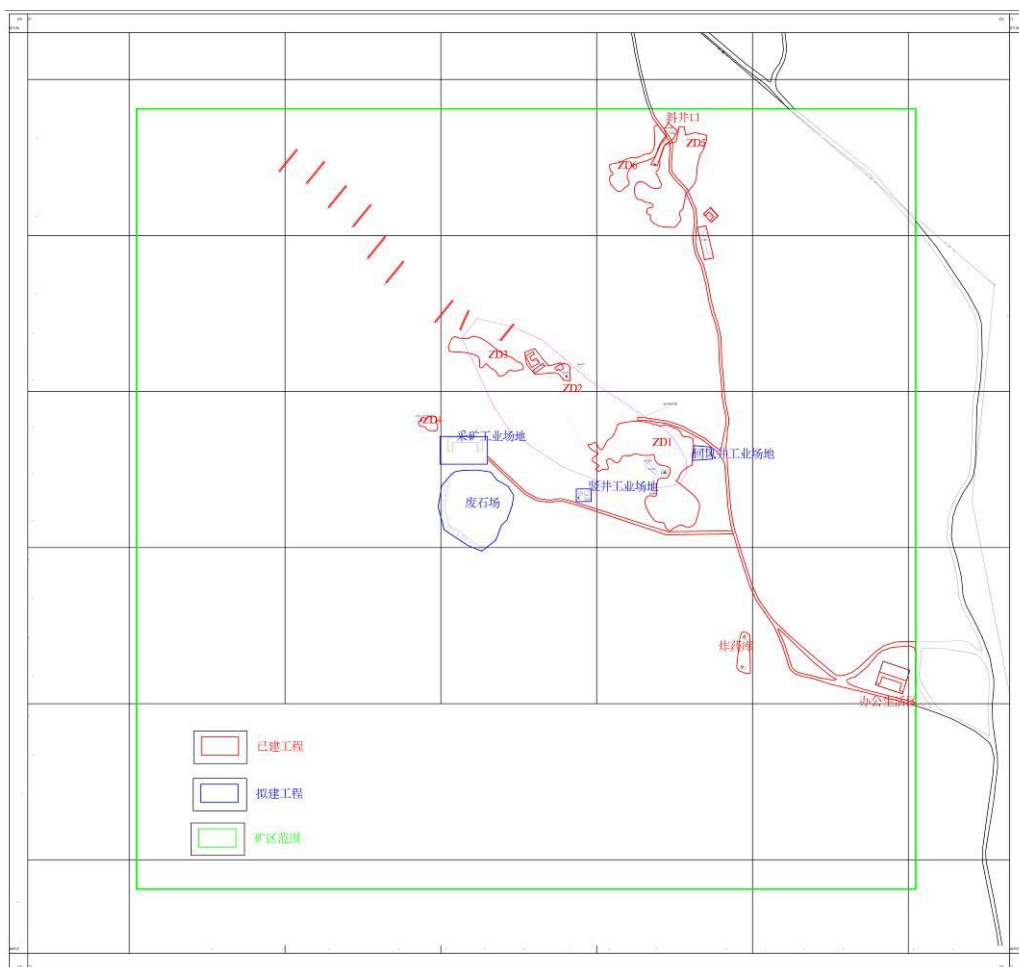 斜井口
ZD5
ZD6
ZD3
ZD2
ZD4
采矿工业场地
ZD1
回风井工业场地
竖井工业场地
废石场
炸药库
办公生活区
已建工程
拟建工程
矿区范围